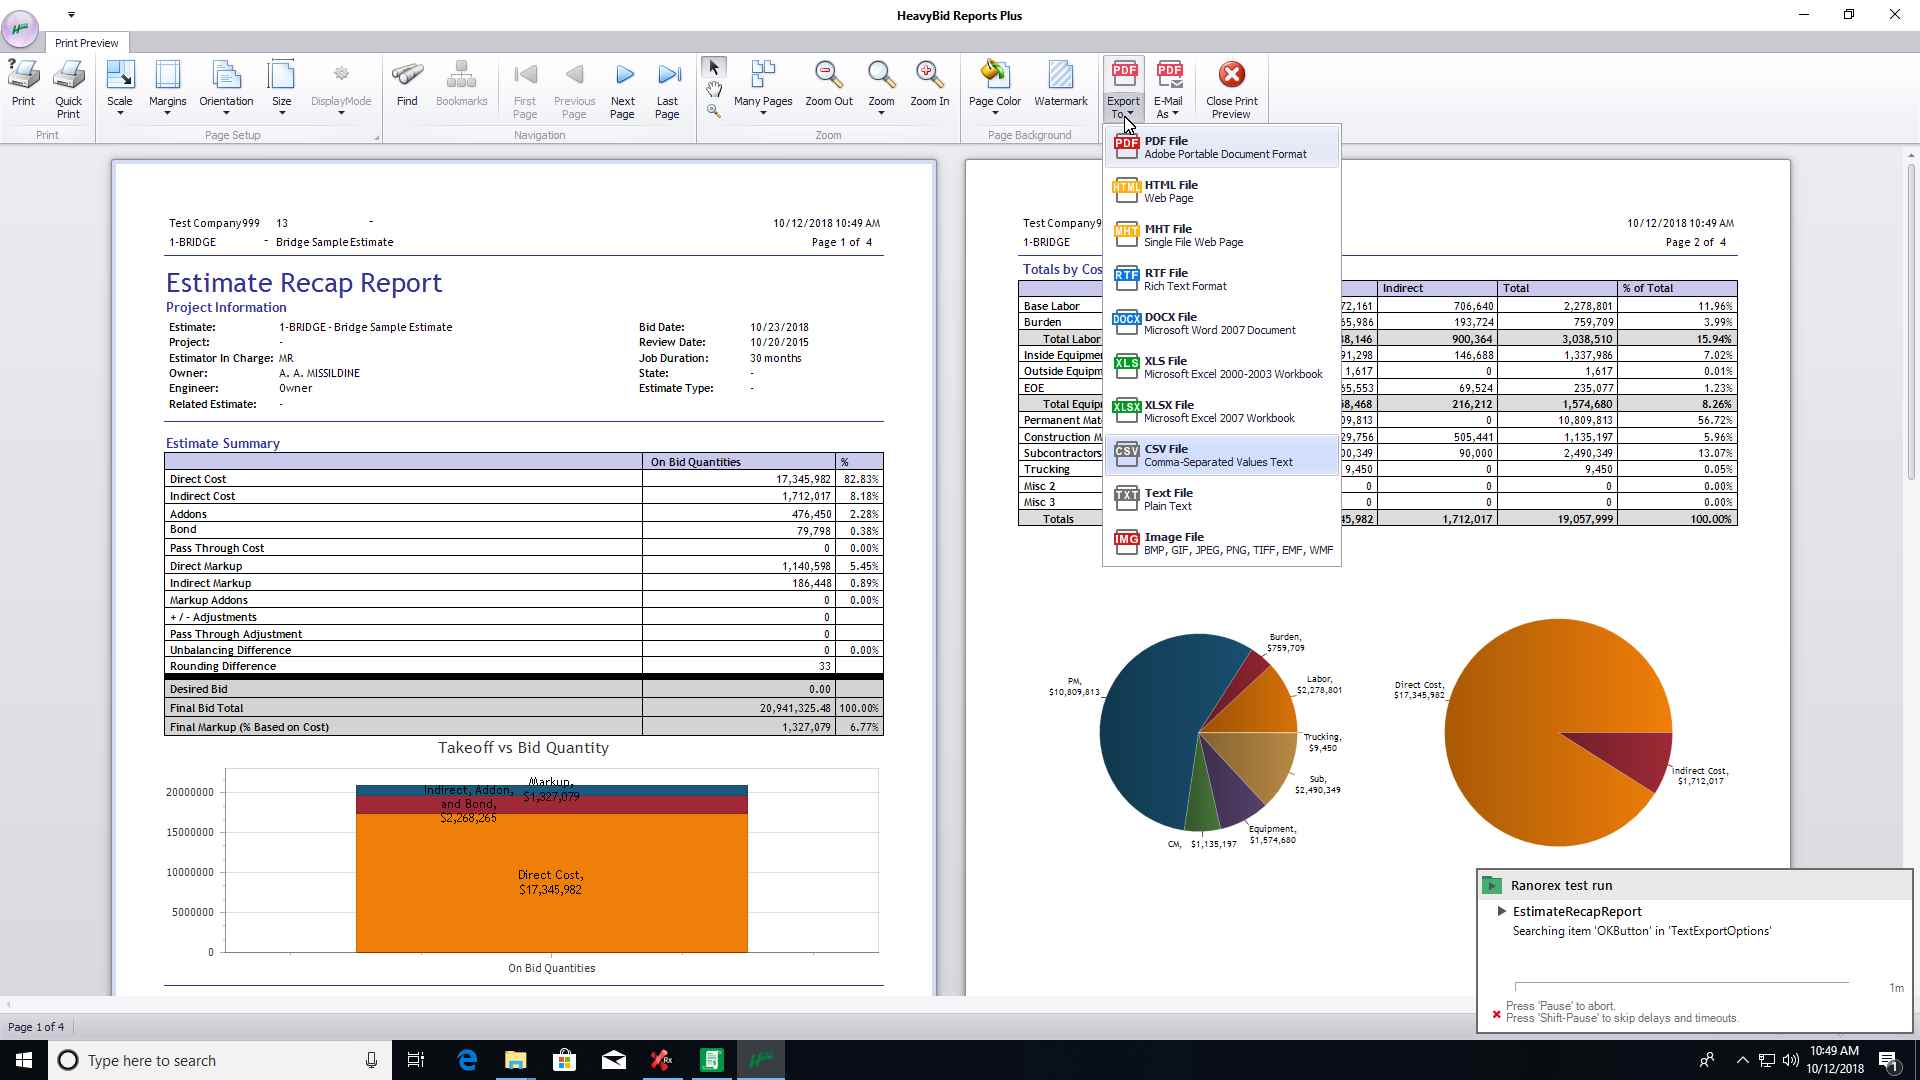 HeavyBid Reports Plus
Print Preview
Print
Quick Print
Scale
Margins
Orientation
Size
DisplayMode
Find
Bookmarks
First Page
Previous Page
Next Page
Last Page
Many Pages
Zoom Out
Zoom
Zoom In
Page Color
Watermark
Export To
E-Mail As
Close Print Preview
Print
Page Setup
Navigation
Zoom
Page Background
PDF File
Adobe Portable Document Format
HTML File
Web Page
MHT File
Single File Web Page
RTF File
Rich Text Format
DOCX File
Microsoft Word 2007 Document
XLS File
Microsoft Excel 2000-2003 Workbook
XLSX File
Microsoft Excel 2007 Workbook
CSV File
Comma-Separated Values Text
Text File
Plain Text
Image File
BMP, GIF, JPEG, PNG, TIFF, EMF, WMF
Test Company999 13 - 10/12/2018 10:49 AM
1-BRIDGE - Bridge Sample Estimate Page 1 of 4
Estimate Recap Report
Project Information
Estimate: 1-BRIDGE - Bridge Sample Estimate Bid Date: 10/23/2018
Project: - Review Date: 10/20/2015
Estimator In Charge: MR Job Duration: 30 months
Owner: A. A. MISSILDINE State: -
Engineer: Owner Estimate Type: -
Related Estimate: -
Estimate Summary
On Bid Quantities %
Direct Cost 17,345,982 82.83%
Indirect Cost 1,712,017 8.18%
Addons 476,450 2.28%
Bond 79,798 0.38%
Pass Through Cost 0 0.00%
Direct Markup 1,140,598 5.45%
Indirect Markup 186,448 0.89%
Markup Addons 0 0.00%
+ / - Adjustments 0
Pass Through Adjustment 0
Unbalancing Difference 0 0.00%
Rounding Difference 33
Desired Bid 0.00
Final Bid Total 20,941,325.48 100.00%
Final Markup (% Based on Cost) 1,327,079 6.77%
Takeoff vs Bid Quantity
20000000
15000000
10000000
5000000
0
Markup, $1,327,079
Indirect, Addon, and Bond, $2,268,265
Direct Cost, $17,345,982
On Bid Quantities
Test Company9 10/12/2018 10:49 AM
1-BRIDGE Page 2 of 4
Totals by Cos
Indirect Total % of Total
Base Labor 72,161 706,640 2,278,801 11.96%
Burden 65,986 193,724 759,709 3.99%
Total Labor 38,146 900,364 3,038,510 15.94%
Inside Equipme 91,298 146,688 1,337,986 7.02%
Outside Equipm 1,617 0 1,617 0.01%
EOE 65,553 69,524 235,077 1.23%
Total Equip 58,468 216,212 1,574,680 8.26%
Permanent Mat 09,813 0 10,809,813 56.72%
Construction M 29,756 505,441 1,135,197 5.96%
Subcontractors 00,349 90,000 2,490,349 13.07%
Trucking 9,450 0 9,450 0.05%
Misc 2 0 0 0 0.00%
Misc 3 0 0 0 0.00%
Totals 45,982 1,712,017 19,057,999 100.00%
PM, $10,809,813
Burden, $759,709
Labor, $2,278,801
Trucking, $9,450
Sub, $2,490,349
Equipment, $1,574,680
CM, $1,135,197
Direct Cost, $17,345,982
Indirect Cost, $1,712,017
Ranorex test run
EstimateRecapReport
Searching item 'OKButton' in 'TextExportOptions'
1m
Press 'Pause' to abort.
Press 'Shift-Pause' to skip delays and timeouts.
Page 1 of 4
Type here to search
10:49 AM
10/12/2018
1